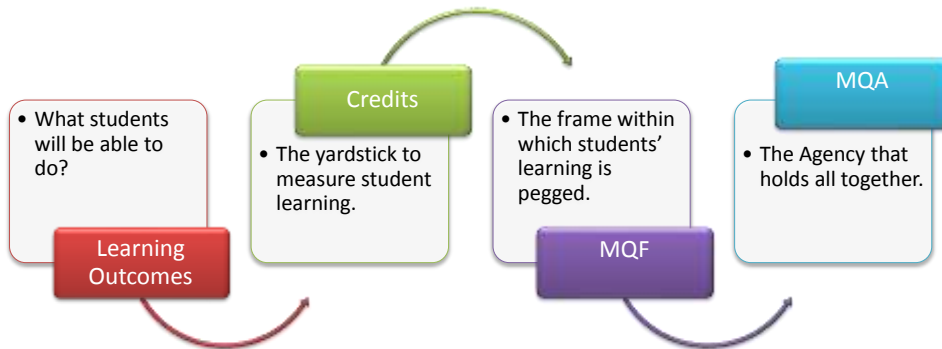 • What students
will be able to
do?
Learning
Outcomes
Credits
• The yardstick to
measure student
learning.
• The frame within
which students’
learning is
pegged.
MQF
MQA
• The Agency that
holds all together.